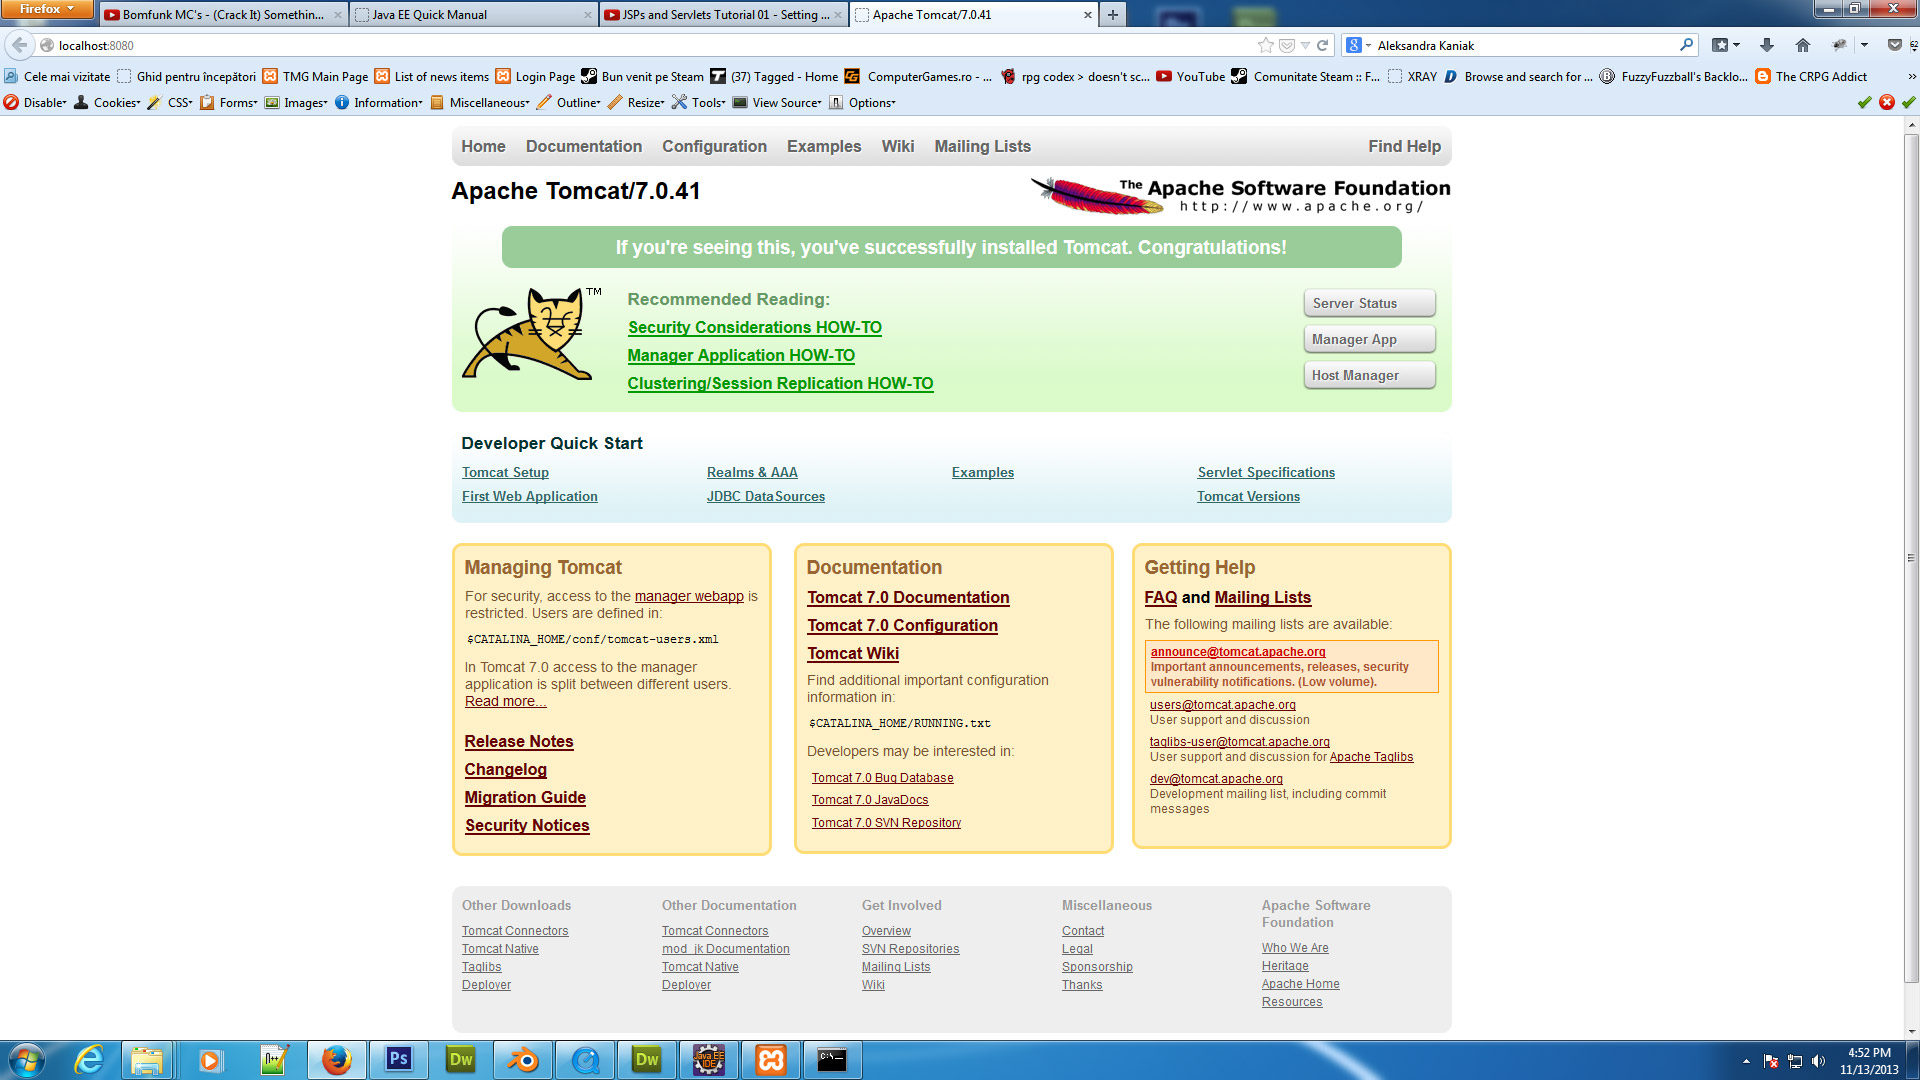 Firefox
Bomfunk MC's - (Crack It) Somethin...
Java EE Quick Manual
JSPs and Servlets Tutorial 01 - Setting ...
Apache Tomcat/7.0.41
localhost:8080
Aleksandra Kaniak
Cele mai vizitate
Ghid pentru începători
TMG Main Page
List of news items
Login Page
Bun venit pe Steam
(37) Tagged - Home
ComputerGames.ro - ...
rpg codex > doesn't sc...
YouTube
Comunitate Steam :: F...
XRAY
Browse and search for ...
FuzzyFuzzball's Backlo...
The CRPG Addict
Disable
Cookies
CSS
Forms
Images
Information
Miscellaneous
Outline
Resize
Tools
View Source
Options
Home
Documentation
Configuration
Examples
Wiki
Mailing Lists
Find Help
Apache Tomcat/7.0.41
The Apache Software Foundation
http://www.apache.org/
If you're seeing this, you've successfully installed Tomcat. Congratulations!
TM
Recommended Reading:
Security Considerations HOW-TO
Manager Application HOW-TO
Clustering/Session Replication HOW-TO
Server Status
Manager App
Host Manager
Developer Quick Start
Tomcat Setup
First Web Application
Realms & AAA
JDBC DataSources
Examples
Servlet Specifications
Tomcat Versions
Managing Tomcat
For security, access to the manager webapp is
restricted. Users are defined in:
$CATALINA_HOME/conf/tomcat-users.xml
In Tomcat 7.0 access to the manager
application is split between different users.
Read more...
Release Notes
Changelog
Migration Guide
Security Notices
Documentation
Tomcat 7.0 Documentation
Tomcat 7.0 Configuration
Tomcat Wiki
Find additional important configuration
information in:
$CATALINA_HOME/RUNNING.txt
Developers may be interested in:
Tomcat 7.0 Bug Database
Tomcat 7.0 JavaDocs
Tomcat 7.0 SVN Repository
Getting Help
FAQ and Mailing Lists
The following mailing lists are available:
announce@tomcat.apache.org
Important announcements, releases, security
vulnerability notifications. (Low volume).
users@tomcat.apache.org
User support and discussion
taglibs-user@tomcat.apache.org
User support and discussion for Apache Taglibs
dev@tomcat.apache.org
Development mailing list, including commit
messages
Other Downloads
Tomcat Connectors
Tomcat Native
Taglibs
Deployer
Other Documentation
Tomcat Connectors
mod_jk Documentation
Tomcat Native
Deployer
Get Involved
Overview
SVN Repositories
Mailing Lists
Wiki
Miscellaneous
Contact
Legal
Sponsorship
Thanks
Apache Software
Foundation
Who We Are
Heritage
Apache Home
Resources
Ps
Dw
Dw
Java EE
IDE
C:\_
4:52 PM
11/13/2013